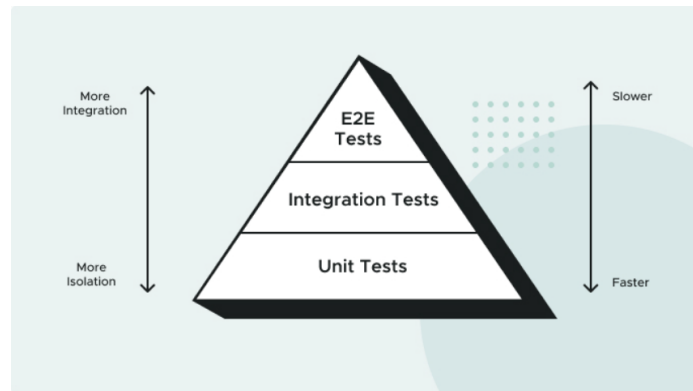 More
Integration
Slower
E2E
Tests
Integration Tests
Unit Tests
More
Isolation
Faster